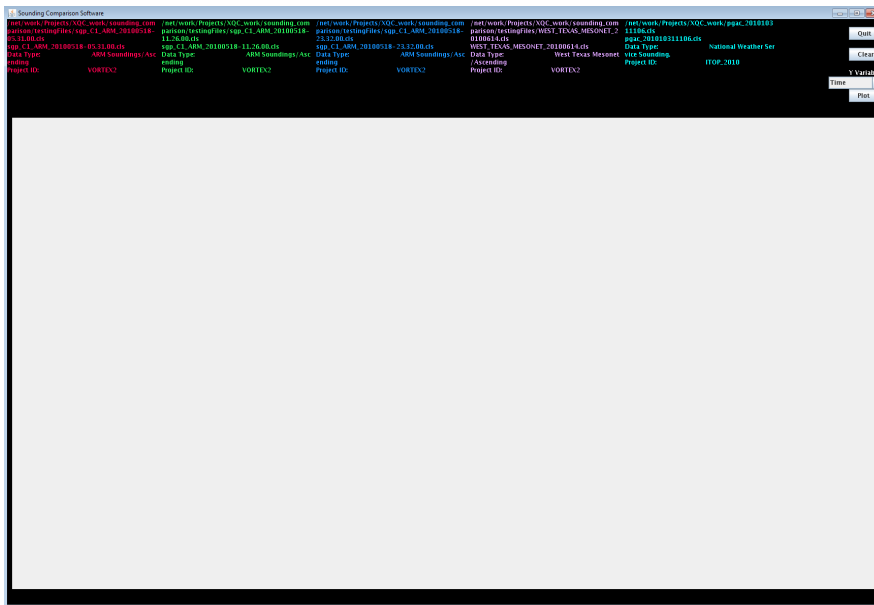 Sounding Comparison Software
/net/work/Projects/XQC_work/sounding_com
parison/testingFiles/sgp_C1_ARM_20100518-
05.31.00.cls
sgp_C1_ARM_20100518-05.31.00.cls
Data Type: ARM Soundings/Asc
ending
Project ID: VORTEX2
/net/work/Projects/XQC_work/sounding_com
parison/testingFiles/sgp_C1_ARM_20100518-
11.26.00.cls
sgp_C1_ARM_20100518-11.26.00.cls
Data Type: ARM Soundings/Asc
ending
Project ID: VORTEX2
/net/work/Projects/XQC_work/sounding_com
parison/testingFiles/sgp_C1_ARM_20100518-
23.32.00.cls
sgp_C1_ARM_20100518-23.32.00.cls
Data Type: ARM Soundings/Asc
ending
Project ID: VORTEX2
/net/work/Projects/XQC_work/sounding_com
parison/testingFiles/WEST_TEXAS_MESONET_2
0100614.cls
WEST_TEXAS_MESONET_20100614.cls
Data Type: West Texas Mesonet
/Ascending
Project ID: VORTEX2
/net/work/Projects/XQC_work/pgac_2010103
11106.cls
pgac_201010311106.cls
Data Type: National Weather Ser
vice Sounding.
Project ID: ITOP_2010
Quit
Clear
Y Variab
Time
Plot